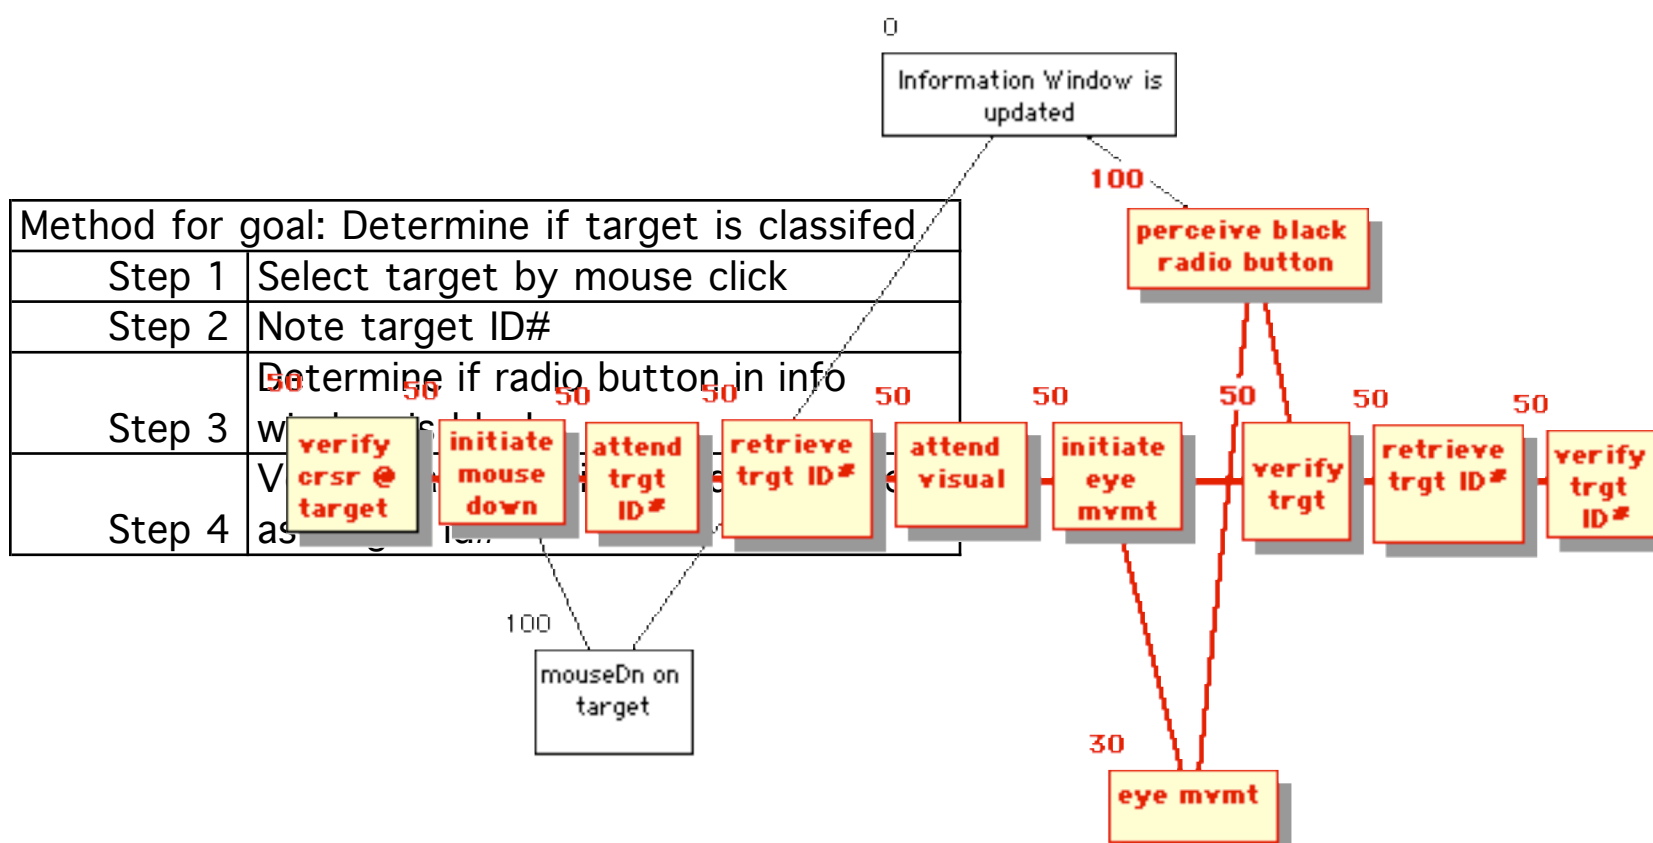 0
Information Window is
updated
100
perceive black
radio button
Method for goal: Determine if target is classifed
Step 1 Select target by mouse click
Step 2 Note target ID#
Determine if radio button in info
Step 3
Step 4
50
verify
crsr @
target
50
initiate
mouse
down
50
attend
trgt
ID#
50
retrieve
trgt ID#
50
attend
visual
50
initiate
eye
mvmt
50
verify
trgt
50
retrieve
trgt ID#
50
verify
trgt
ID#
100
mouseDn on
target
30
eye mvmt